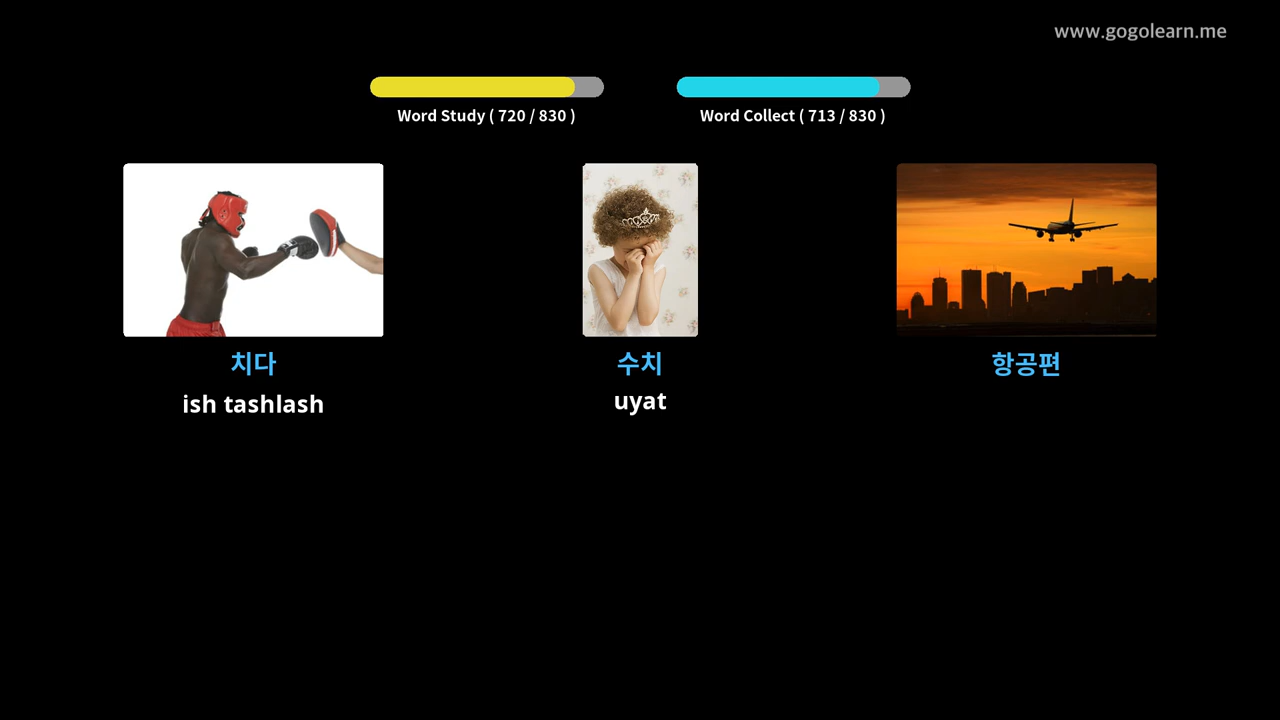 www.gogolearn.me
Word Study ( 720 / 830 )
Word Collect ( 713 / 830 )
치다
수치
항공편
ish tashlash
uyat